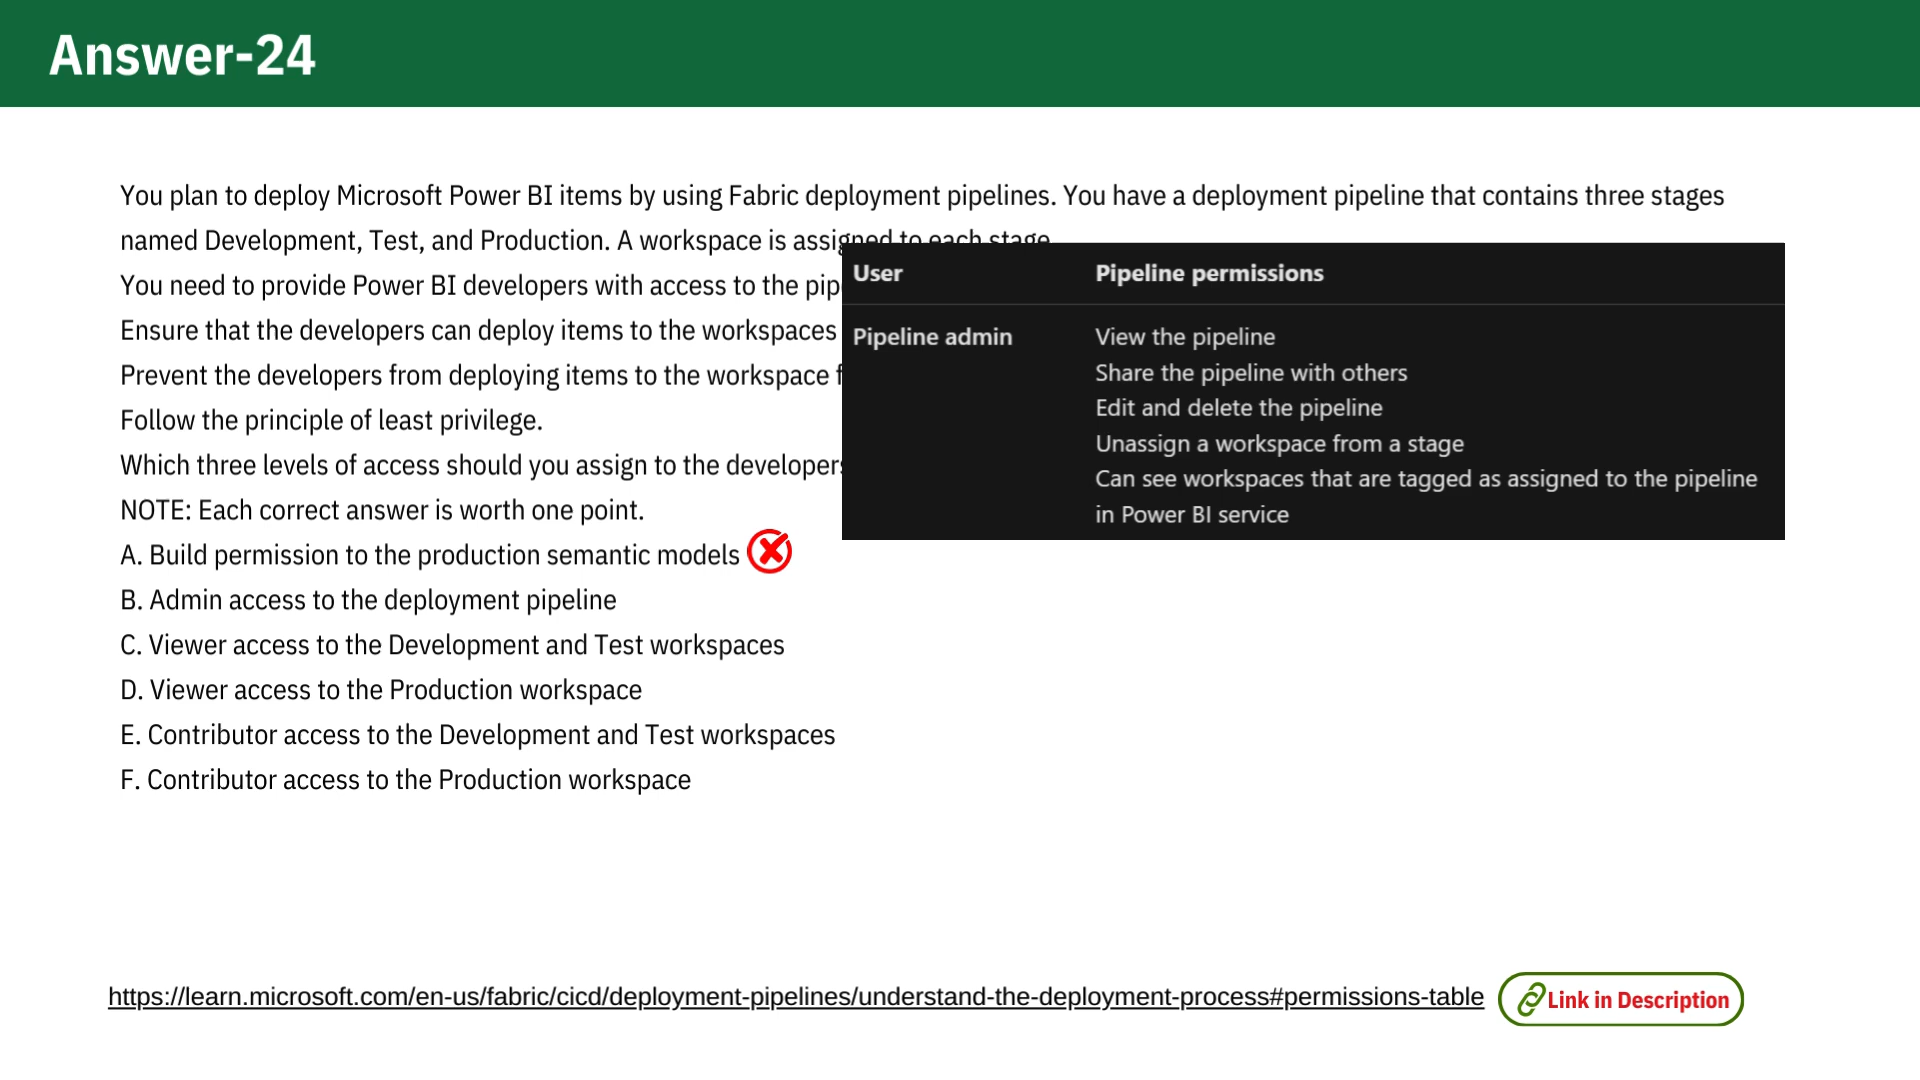 Answer-24
You plan to deploy Microsoft Power BI items by using Fabric deployment pipelines. You have a deployment pipeline that contains three stages
named Development, Test, and Production. A workspace is assigned to each stage
You need to provide Power BI developers with access to the pip
Ensure that the developers can deploy items to the workspaces
Prevent the developers from deploying items to the workspace f
Follow the principle of least privilege.
Which three levels of access should you assign to the developers
NOTE: Each correct answer is worth one point.
A. Build permission to the production semantic models
B. Admin access to the deployment pipeline
C. Viewer access to the Development and Test workspaces
D. Viewer access to the Production workspace
E. Contributor access to the Development and Test workspaces
F. Contributor access to the Production workspace
User Pipeline permissions
Pipeline admin View the pipeline
Share the pipeline with others
Edit and delete the pipeline
Unassign a workspace from a stage
Can see workspaces that are tagged as assigned to the pipeline
in Power BI service
https://learn.microsoft.com/en-us/fabric/cicd/deployment-pipelines/understand-the-deployment-process#permissions-table
Link in Description